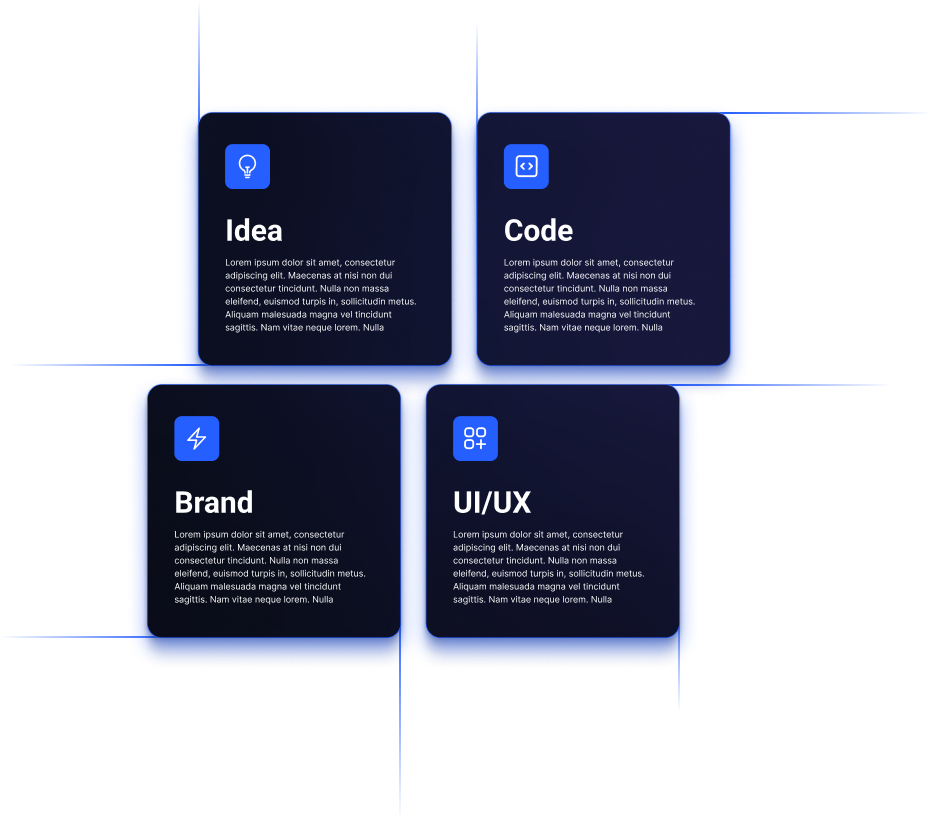 Idea
Lorem ipsum dolor sit amet, consectetur
adipiscing elit. Maecenas at nisi non dui
consectetur tincidunt. Nulla non massa
eleifend, euismod turpis in, sollicitudin metus.
Aliquam malesuada magna vel tincidunt
sagittis. Nam vitae neque lorem. Nulla
Code
Lorem ipsum dolor sit amet, consectetur
adipiscing elit. Maecenas at nisi non dui
consectetur tincidunt. Nulla non massa
eleifend, euismod turpis in, sollicitudin metus.
Aliquam malesuada magna vel tincidunt
sagittis. Nam vitae neque lorem. Nulla
Brand
Lorem ipsum dolor sit amet, consectetur
adipiscing elit. Maecenas at nisi non dui
consectetur tincidunt. Nulla non massa
eleifend, euismod turpis in, sollicitudin metus.
Aliquam malesuada magna vel tincidunt
sagittis. Nam vitae neque lorem. Nulla
UI/UX
Lorem ipsum dolor sit amet, consectetur
adipiscing elit. Maecenas at nisi non dui
consectetur tincidunt. Nulla non massa
eleifend, euismod turpis in, sollicitudin metus.
Aliquam malesuada magna vel tincidunt
sagittis. Nam vitae neque lorem. Nulla